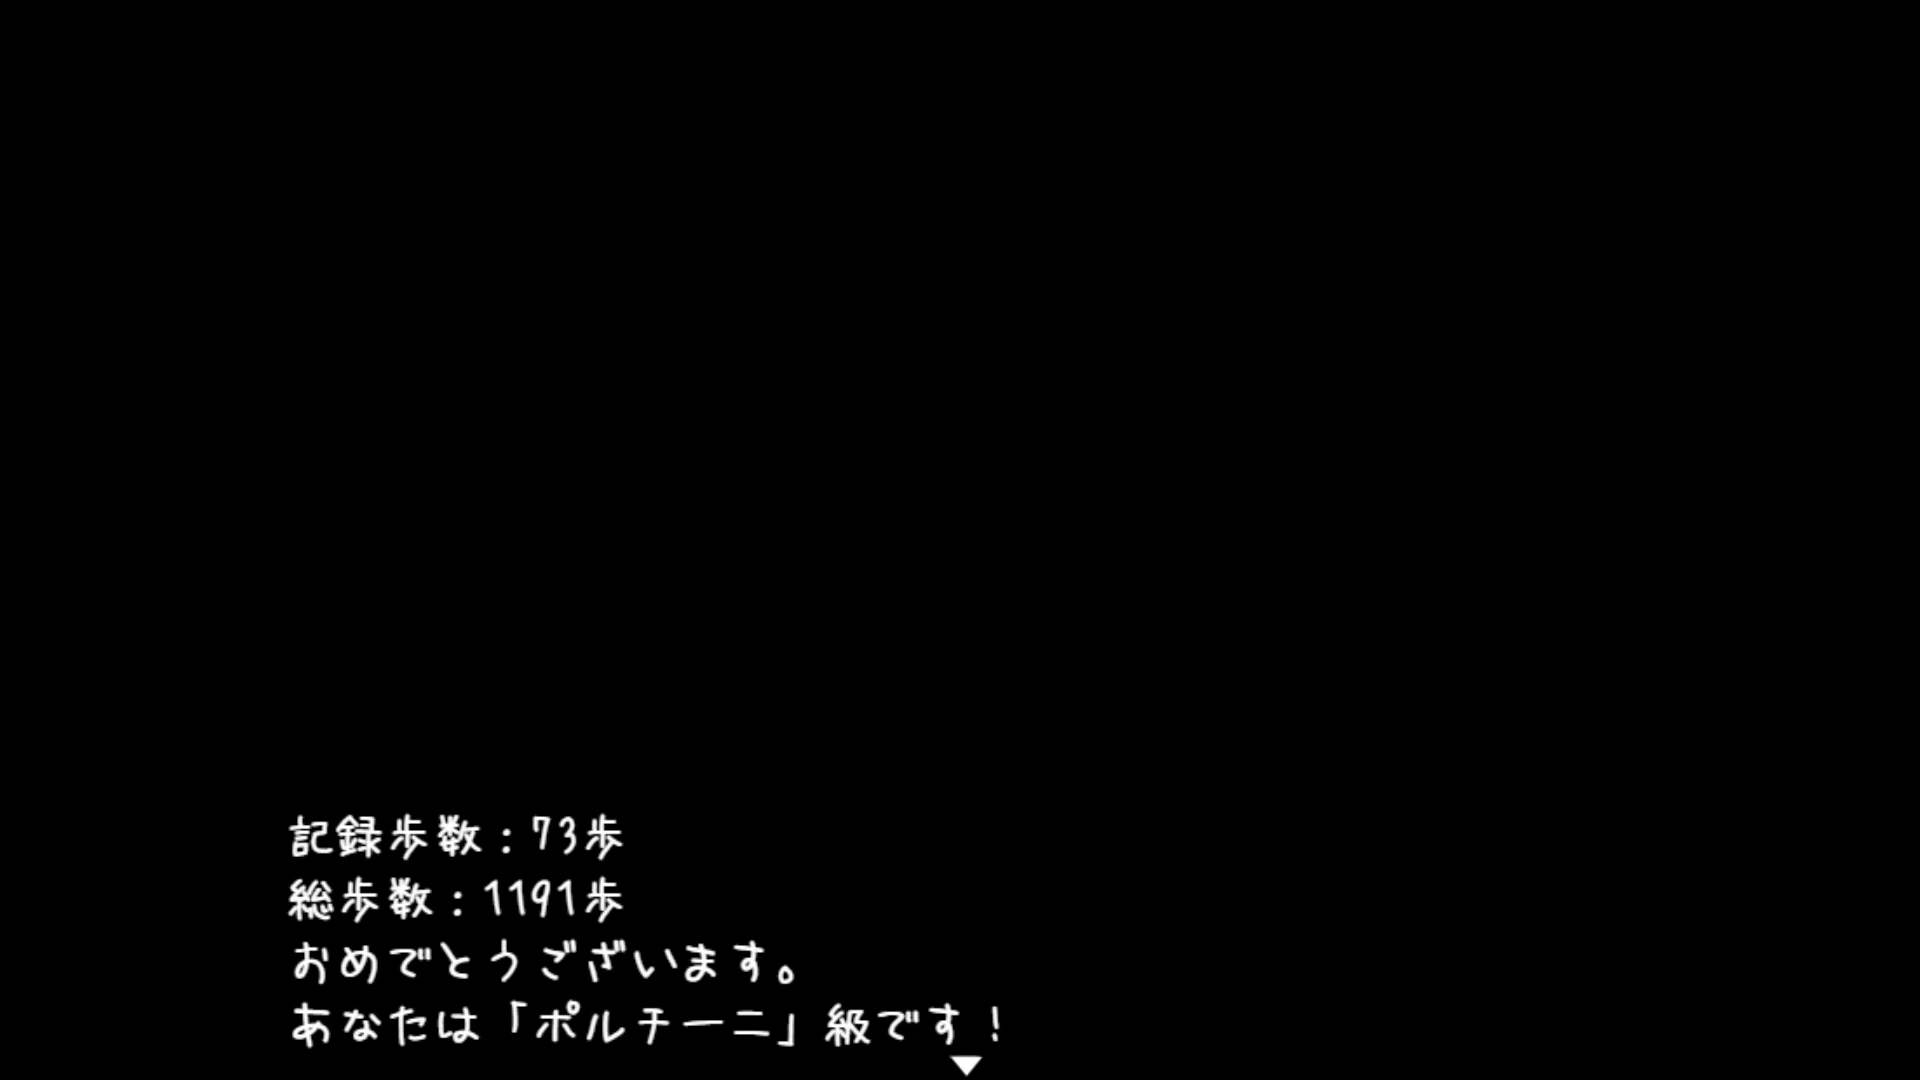 記録歩数：73歩
総歩数：1191歩
おめでとうございます。
あなたは「ポルチーニ」級です！